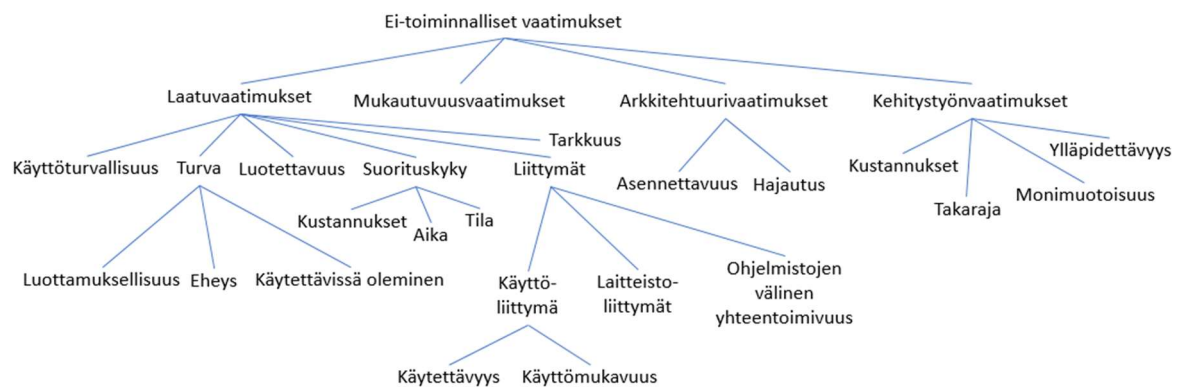 Ei-toiminnalliset vaatimukset
Laatuvaatimukset
Mukautuvuusvaatimukset
Arkkitehtuurivaatimukset
Kehitystyönvaatimukset
Tarkkuus
Käyttöturvallisuus
Turva
Luotettavuus
Suorituskyky
Liittymät
Asennettavuus
Hajautus
Kustannukset
Takaraja
Monimuotoisuus
Ylläpidettävyys
Kustannukset
Aika
Tila
Luottamuksellisuus
Eheys
Käytettävissä oleminen
Käyttö-
liittymä
Laitteisto-
liittymät
Ohjelmistojen
välinen
yhteentoimivuus
Käytettävyys
Käyttömukavuus